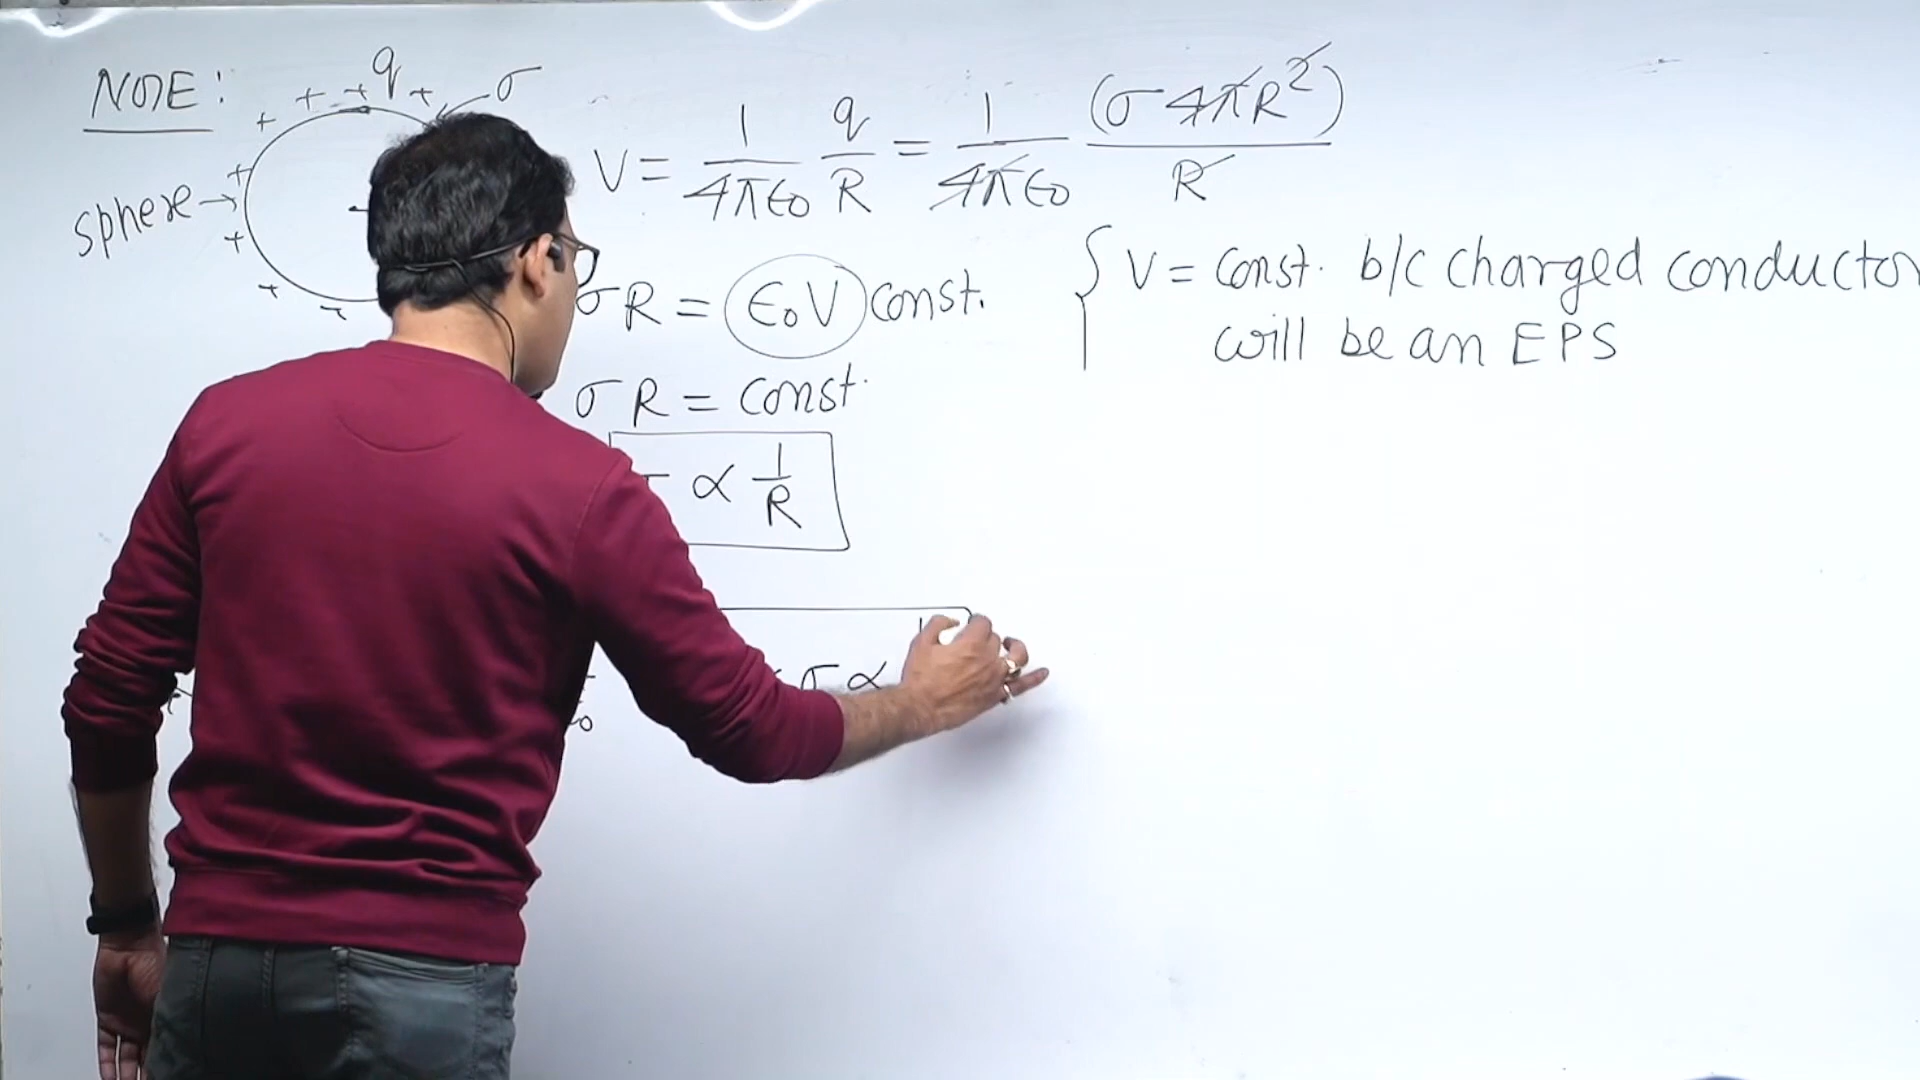 NOTE:
q
σ
sphere→
V = 1/4πε₀ q/R = 1/4πε₀ (σ4πR²)/R
σR = ε₀V const.
{ V = const. b/c charged conductor
will be an EPS
σR = const.
∝ 1/R
σ ∝